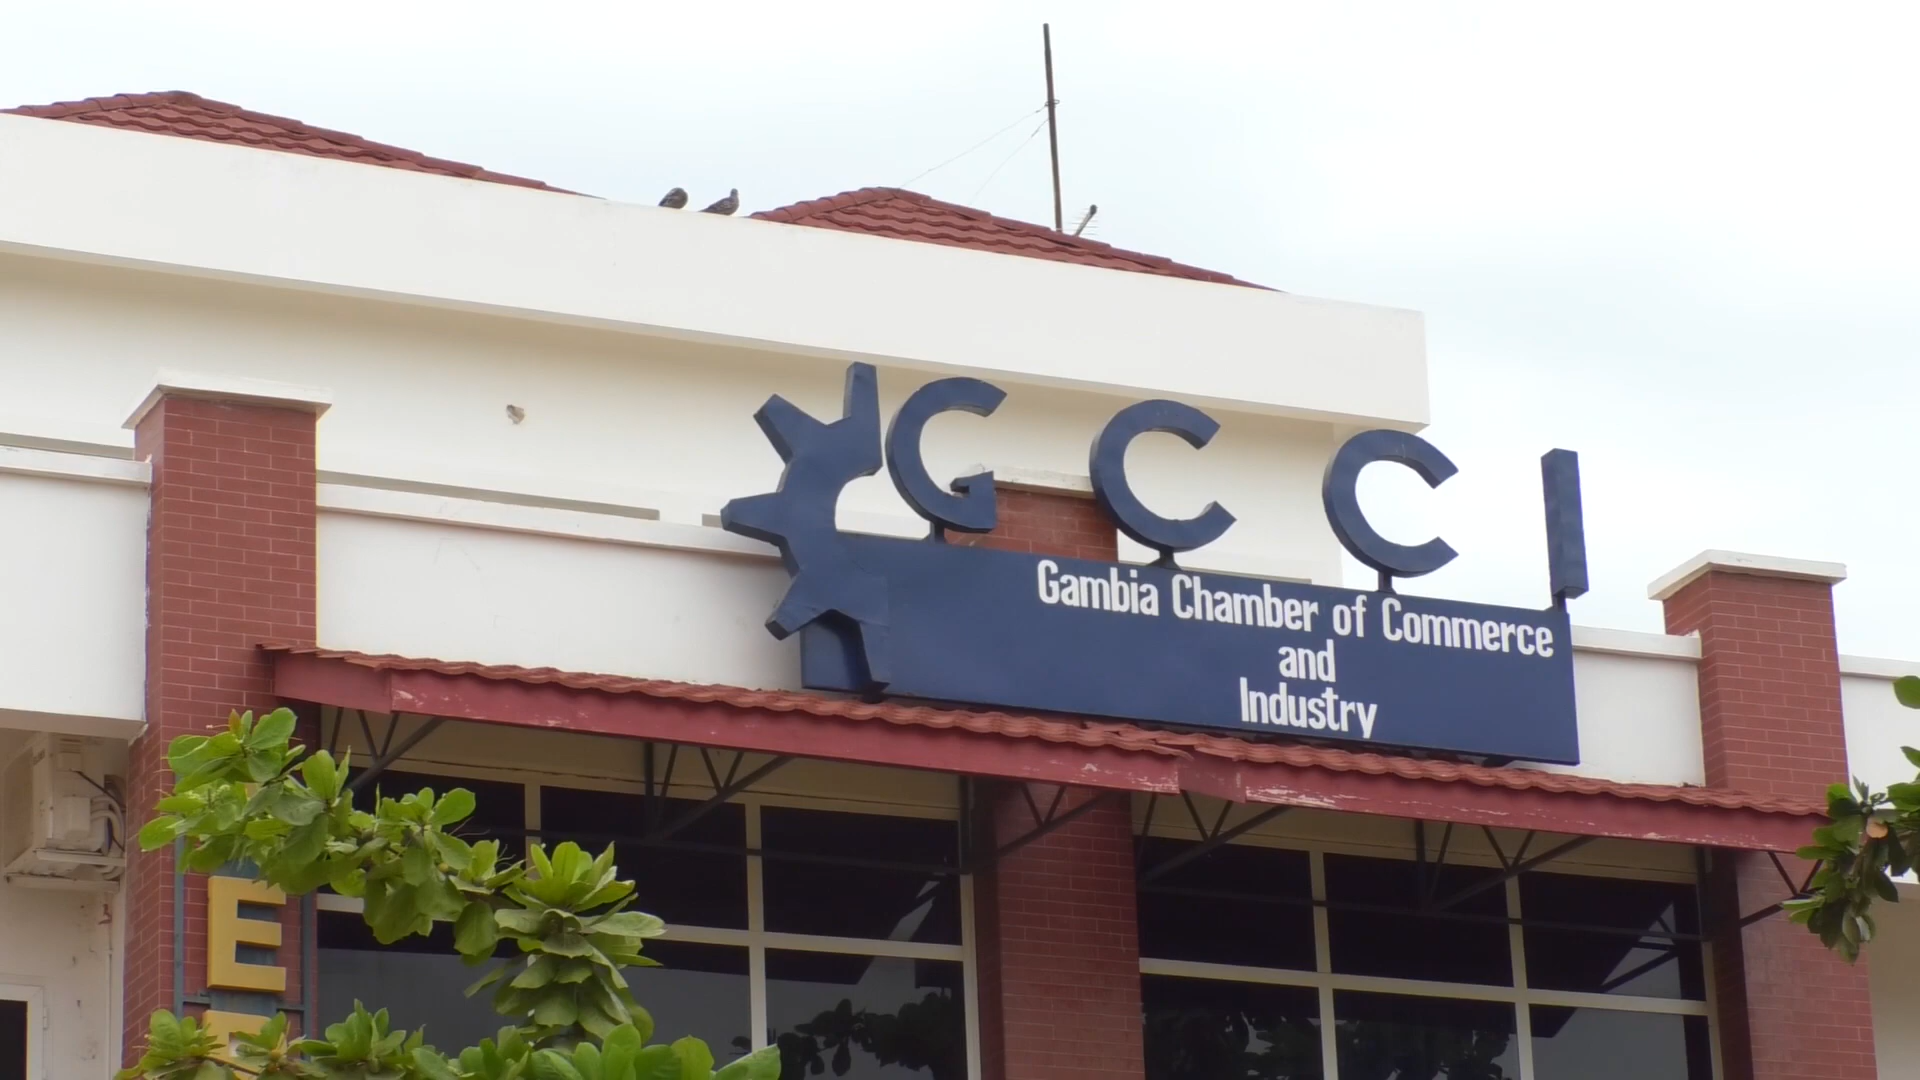 GCCI
Gambia Chamber of Commerce
and
Industry
E